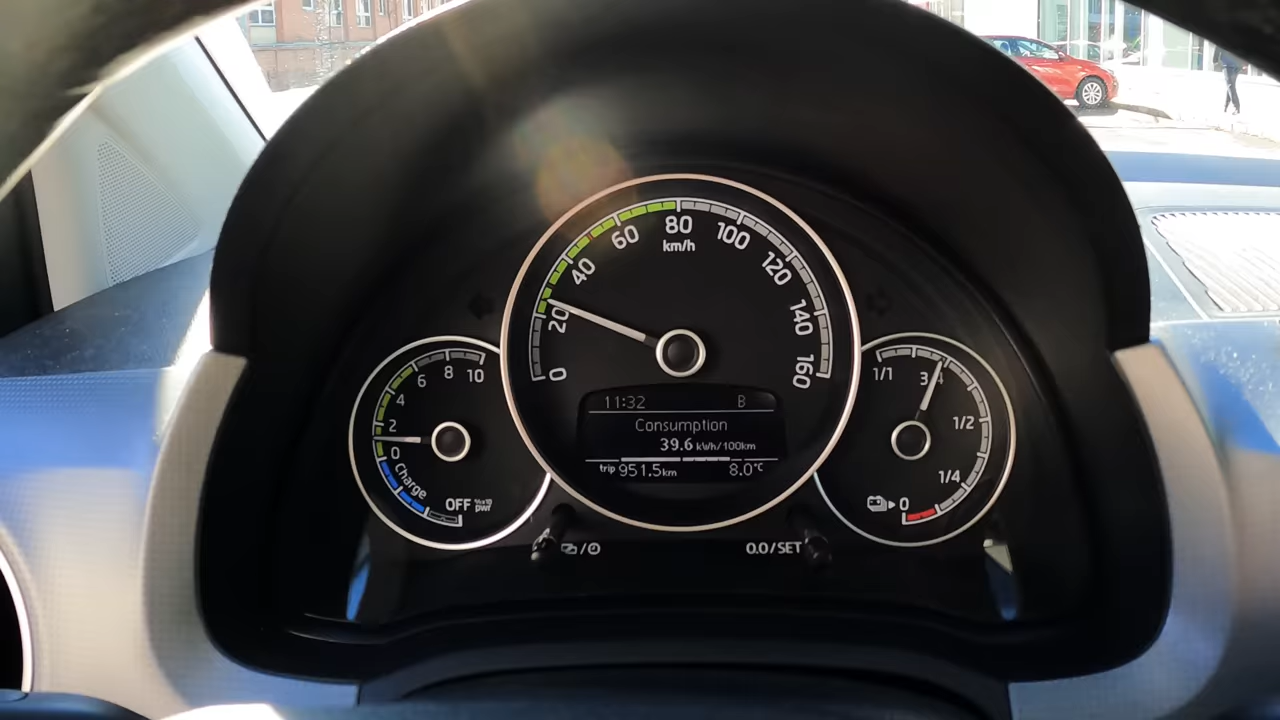 0 20 40 60 80 100 120 140 160
km/h
0 2 4 6 8 10
Charge
OFF
pwr
1/1 3/4 1/2 1/4 0
11:32 B
Consumption
39.6 kWh/100km
trip 951.5km 8.0°C
/
0.0/SET